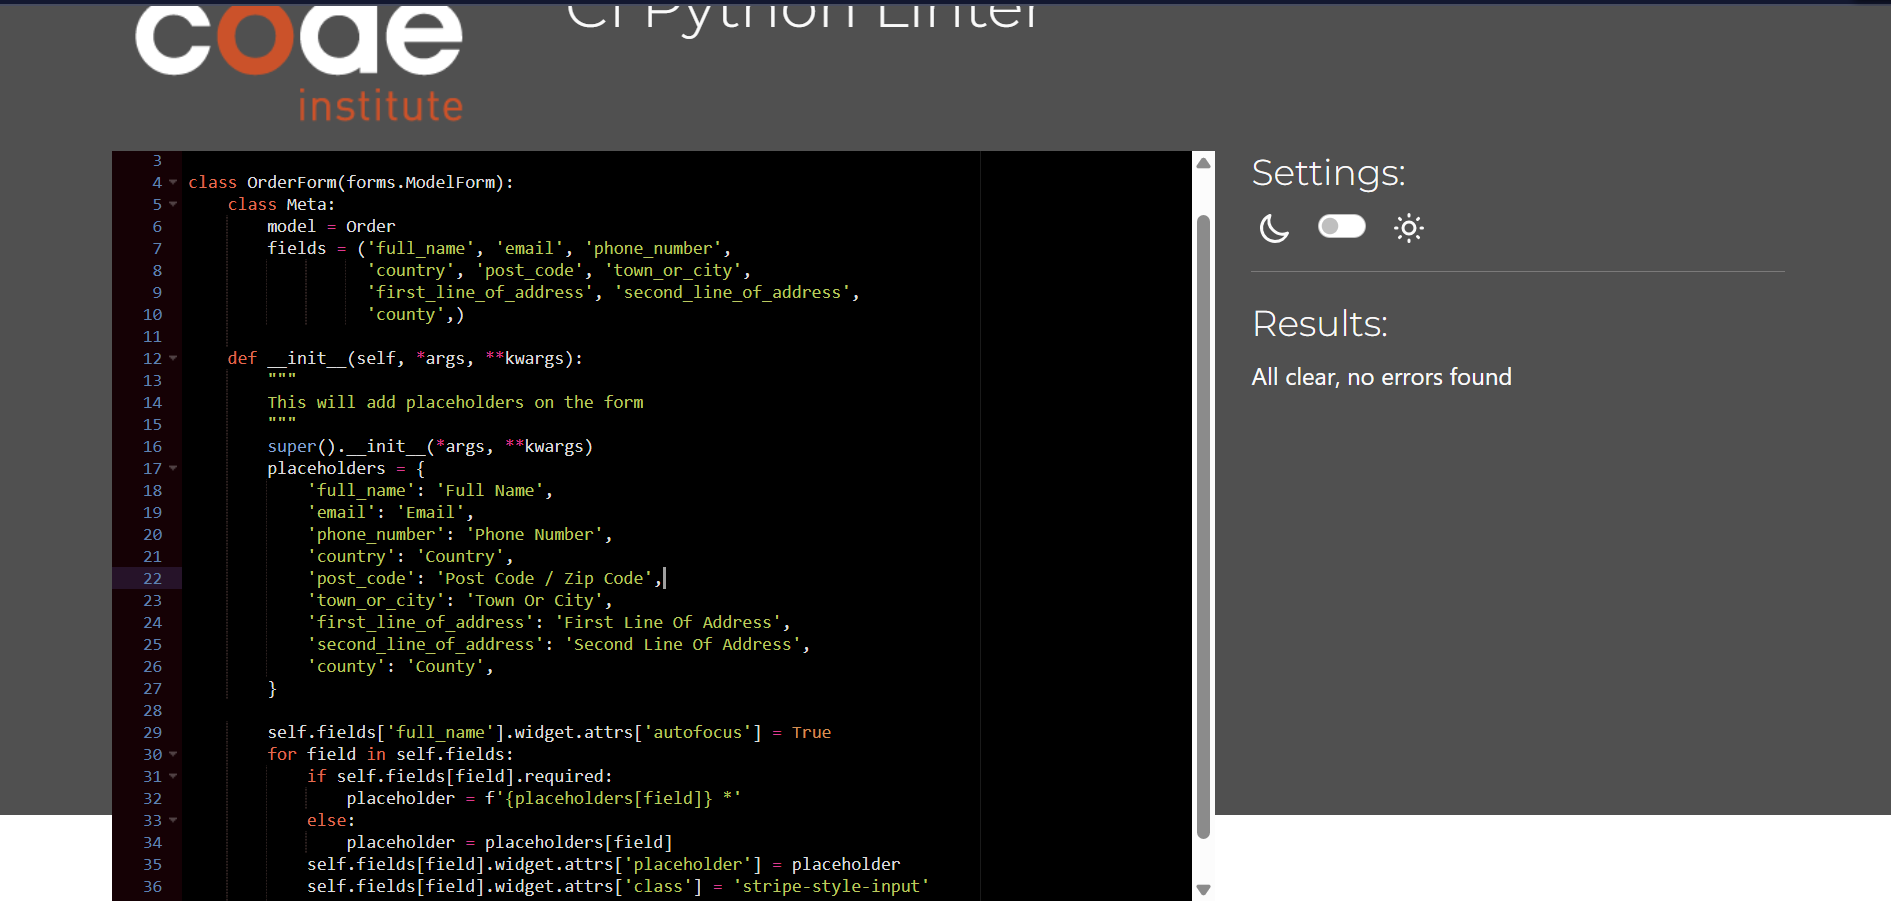 code
institute
CI Python Linter
3
4 class OrderForm(forms.ModelForm):
5     class Meta:
6         model = Order
7         fields = ('full_name', 'email', 'phone_number',
8                   'country', 'post_code', 'town_or_city',
9                   'first_line_of_address', 'second_line_of_address',
10                   'county',)
11
12     def __init__(self, *args, **kwargs):
13         """
14         This will add placeholders on the form
15         """
16         super().__init__(*args, **kwargs)
17         placeholders = {
18             'full_name': 'Full Name',
19             'email': 'Email',
20             'phone_number': 'Phone Number',
21             'country': 'Country',
22             'post_code': 'Post Code / Zip Code',
23             'town_or_city': 'Town Or City',
24             'first_line_of_address': 'First Line Of Address',
25             'second_line_of_address': 'Second Line Of Address',
26             'county': 'County',
27         }
28
29         self.fields['full_name'].widget.attrs['autofocus'] = True
30         for field in self.fields:
31             if self.fields[field].required:
32                 placeholder = f'{placeholders[field]} *'
33             else:
34                 placeholder = placeholders[field]
35             self.fields[field].widget.attrs['placeholder'] = placeholder
36             self.fields[field].widget.attrs['class'] = 'stripe-style-input'
Settings:
Results:
All clear, no errors found